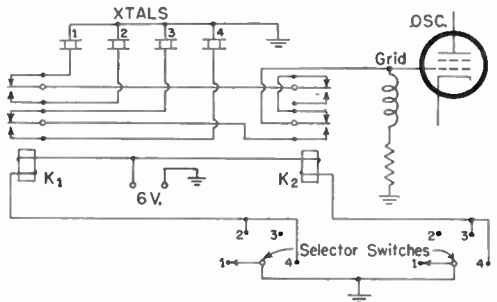 XTALS
OSC.
1 2 3 4
Grid
K1 K2
6 V.
2 3 2 3
Selector Switches
1 4 1 4